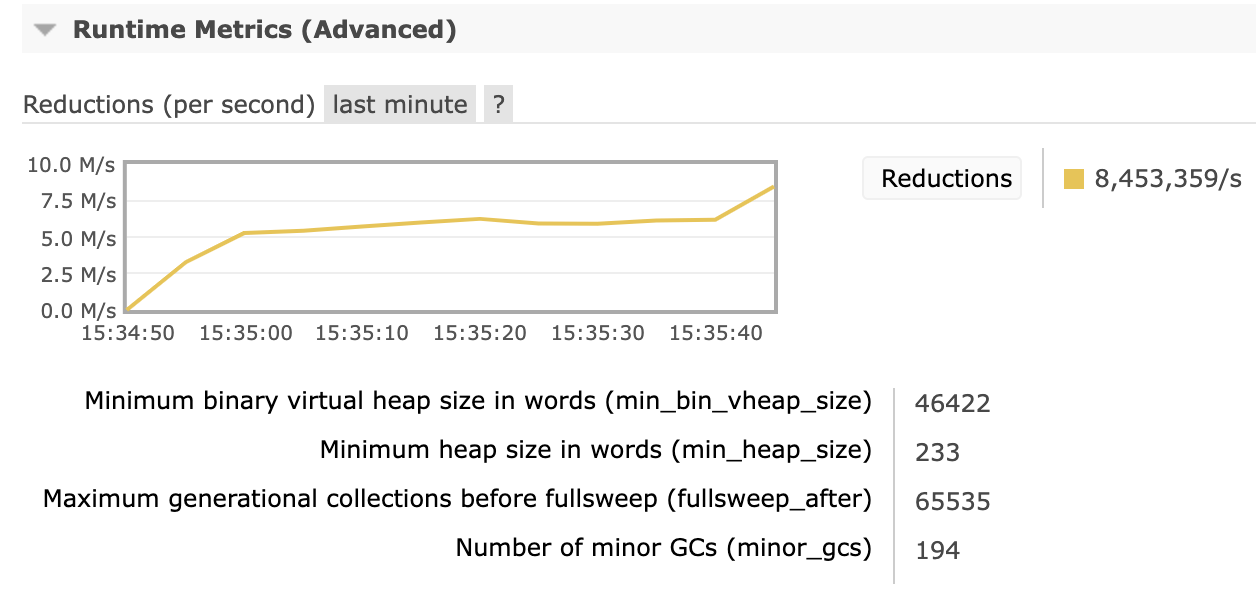 Runtime Metrics (Advanced)
Reductions (per second) last minute ?
10.0 M/s
7.5 M/s
5.0 M/s
2.5 M/s
0.0 M/s
15:34:50 15:35:00 15:35:10 15:35:20 15:35:30 15:35:40
Reductions 8,453,359/s
Minimum binary virtual heap size in words (min_bin_vheap_size) 46422
Minimum heap size in words (min_heap_size) 233
Maximum generational collections before fullsweep (fullsweep_after) 65535
Number of minor GCs (minor_gcs) 194